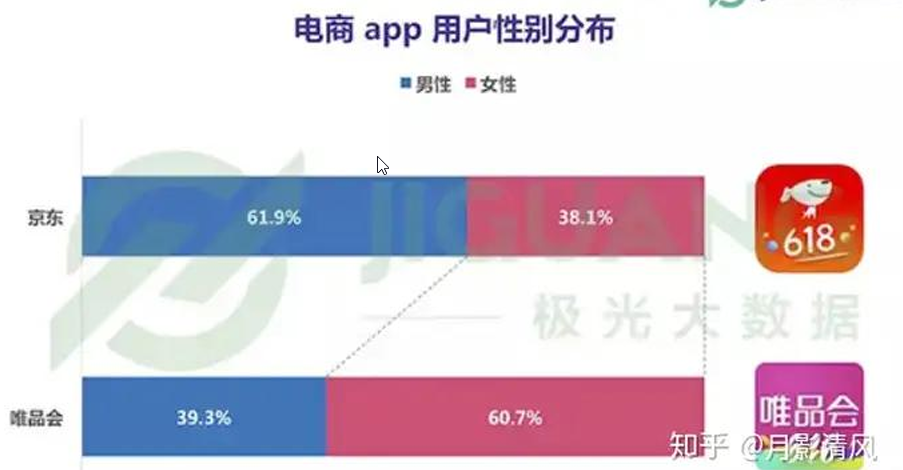 电商 app 用户性别分布
男性 女性
JIGUANG
京东 61.9% 38.1%
618
极光大数据
唯品会 39.3% 60.7%
唯品会
知乎 @月影清风